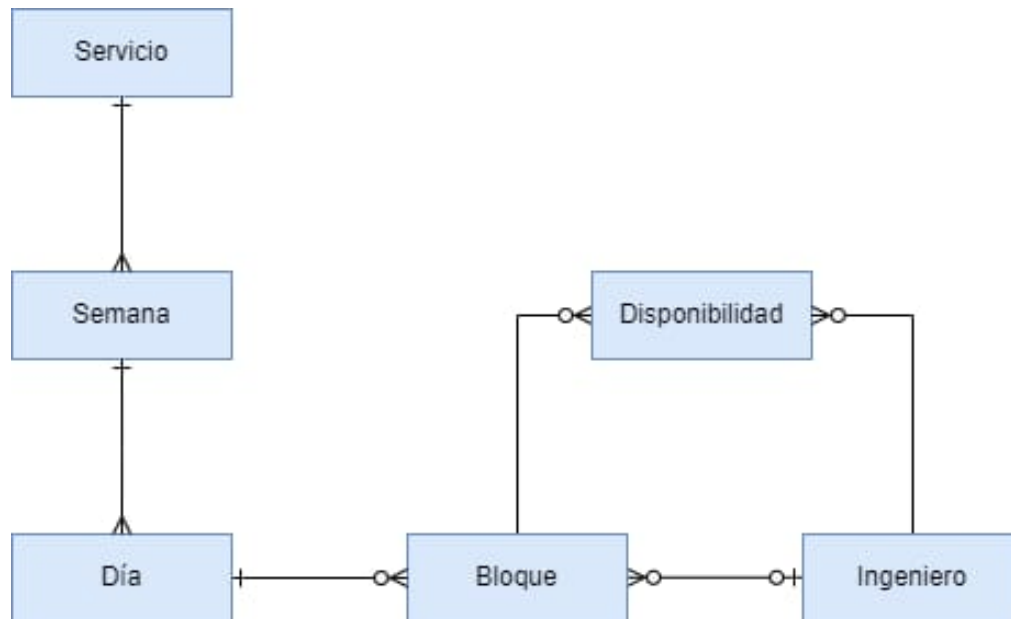 Servicio
Semana
Disponibilidad
Día
Bloque
Ingeniero